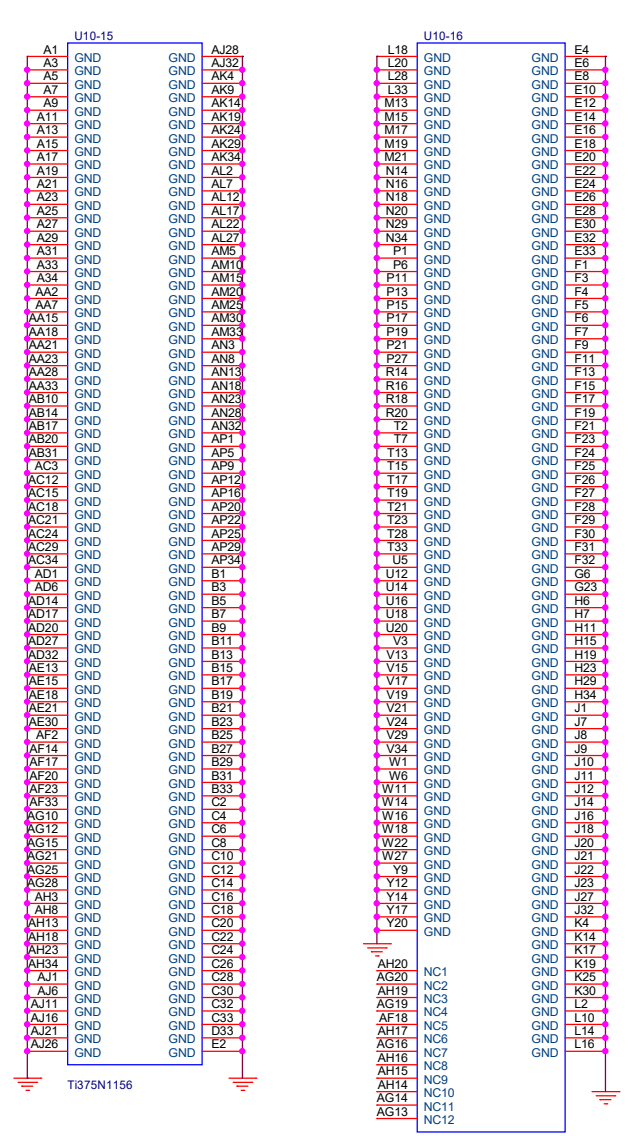 U10-15
A1 GND GND AJ28
A3 GND GND AJ32
A5 GND GND AK4
A7 GND GND AK9
A9 GND GND AK14
A11 GND GND AK19
A13 GND GND AK24
A15 GND GND AK29
A17 GND GND AK34
A19 GND GND AL2
A21 GND GND AL7
A23 GND GND AL12
A25 GND GND AL17
A27 GND GND AL22
A29 GND GND AL27
A31 GND GND AM5
A33 GND GND AM10
A34 GND GND AM15
AA2 GND GND AM20
AA7 GND GND AM25
AA15 GND GND AM30
AA18 GND GND AM33
AA21 GND GND AN3
AA23 GND GND AN8
AA28 GND GND AN13
AA33 GND GND AN18
AB10 GND GND AN23
AB14 GND GND AN28
AB17 GND GND AN32
AB20 GND GND AP1
AB31 GND GND AP5
AC3 GND GND AP9
AC12 GND GND AP12
AC15 GND GND AP16
AC18 GND GND AP20
AC21 GND GND AP22
AC24 GND GND AP25
AC29 GND GND AP29
AC34 GND GND AP34
AD1 GND GND B1
AD6 GND GND B3
AD14 GND GND B5
AD17 GND GND B7
AD20 GND GND B9
AD27 GND GND B11
AD32 GND GND B13
AE13 GND GND B15
AE15 GND GND B17
AE18 GND GND B19
AE21 GND GND B21
AE30 GND GND B23
AF2 GND GND B25
AF14 GND GND B27
AF17 GND GND B29
AF20 GND GND B31
AF23 GND GND B33
AF33 GND GND C2
AG10 GND GND C4
AG12 GND GND C6
AG15 GND GND C8
AG21 GND GND C10
AG25 GND GND C12
AG28 GND GND C14
AH3 GND GND C16
AH8 GND GND C18
AH13 GND GND C20
AH18 GND GND C22
AH23 GND GND C24
AH34 GND GND C26
AJ1 GND GND C28
AJ6 GND GND C30
AJ11 GND GND C32
AJ16 GND GND C33
AJ21 GND GND D33
AJ26 GND GND E2
Ti375N1156
U10-16
L18 GND GND E4
L20 GND GND E6
L28 GND GND E8
L33 GND GND E10
M13 GND GND E12
M15 GND GND E14
M17 GND GND E16
M19 GND GND E18
M21 GND GND E20
N14 GND GND E22
N16 GND GND E24
N18 GND GND E26
N20 GND GND E28
N29 GND GND E30
N34 GND GND E32
P1 GND GND E33
P6 GND GND F1
P11 GND GND F3
P13 GND GND F4
P15 GND GND F5
P17 GND GND F6
P19 GND GND F7
P21 GND GND F9
P27 GND GND F11
R14 GND GND F13
R16 GND GND F15
R18 GND GND F17
R20 GND GND F19
T2 GND GND F21
T7 GND GND F23
T13 GND GND F24
T15 GND GND F25
T17 GND GND F26
T19 GND GND F27
T21 GND GND F28
T23 GND GND F29
T28 GND GND F30
T33 GND GND F31
U5 GND GND F32
U12 GND GND G6
U14 GND GND G23
U16 GND GND H6
U18 GND GND H7
U20 GND GND H11
V3 GND GND H15
V13 GND GND H19
V15 GND GND H23
V17 GND GND H29
V19 GND GND H34
V21 GND GND J1
V24 GND GND J7
V29 GND GND J8
V34 GND GND J9
W1 GND GND J10
W6 GND GND J11
W11 GND GND J12
W14 GND GND J14
W16 GND GND J16
W18 GND GND J18
W22 GND GND J20
W27 GND GND J21
Y9 GND GND J22
Y12 GND GND J23
Y14 GND GND J27
Y17 GND GND J32
Y20 GND GND K4
GND K14
GND K17
AH20 NC1 GND K19
AG20 NC2 GND K25
AH19 NC3 GND K30
AG19 NC4 GND L2
AF18 NC5 GND L10
AH17 NC6 GND L14
AG16 NC7 GND L16
AH16 NC8
AH15 NC9
AH14 NC10
AG14 NC11
AG13 NC12